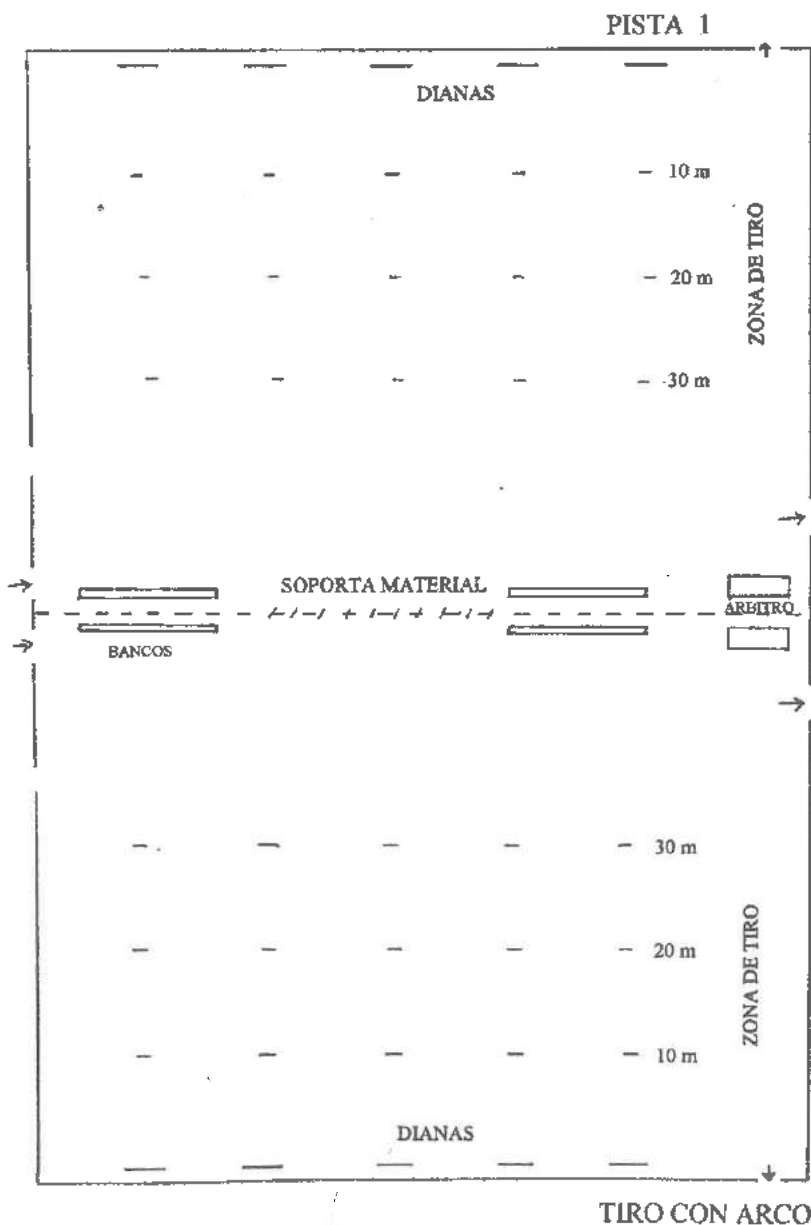 PISTA 1
DIANAS
10 m
20 m
30 m
ZONA DE TIRO
SOPORTA MATERIAL
ARBITRO
BANCOS
30 m
20 m
10 m
ZONA DE TIRO
DIANAS
TIRO CON ARCO